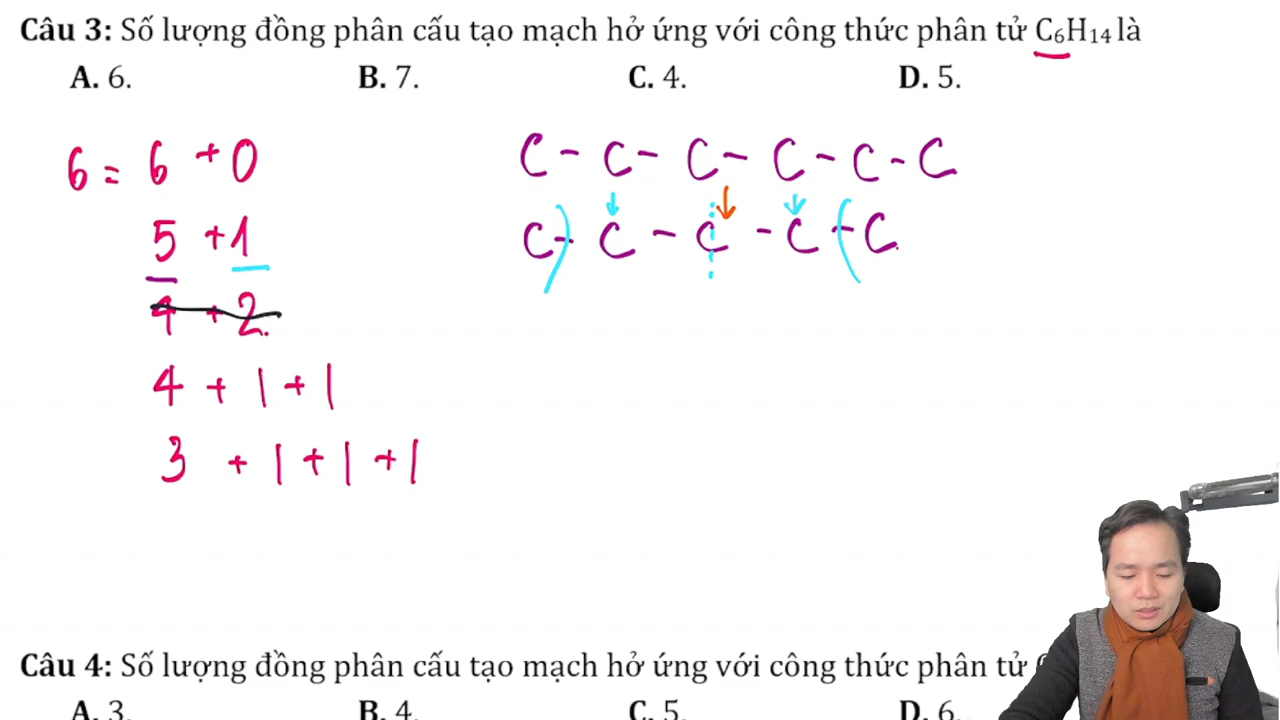 Câu 3: Số lượng đồng phân cấu tạo mạch hở ứng với công thức phân tử C₆H₁₄ là
A. 6. B. 7. C. 4. D. 5.
6 = 6 + 0
5 + 1
4 + 2.
4 + 1 + 1
3 + 1 + 1 + 1
C - C - C - C - C - C
C - C - C - C - C
Câu 4: Số lượng đồng phân cấu tạo mạch hở ứng với công thức phân tử
A. 3. B. 4. C. 5. D. 6.